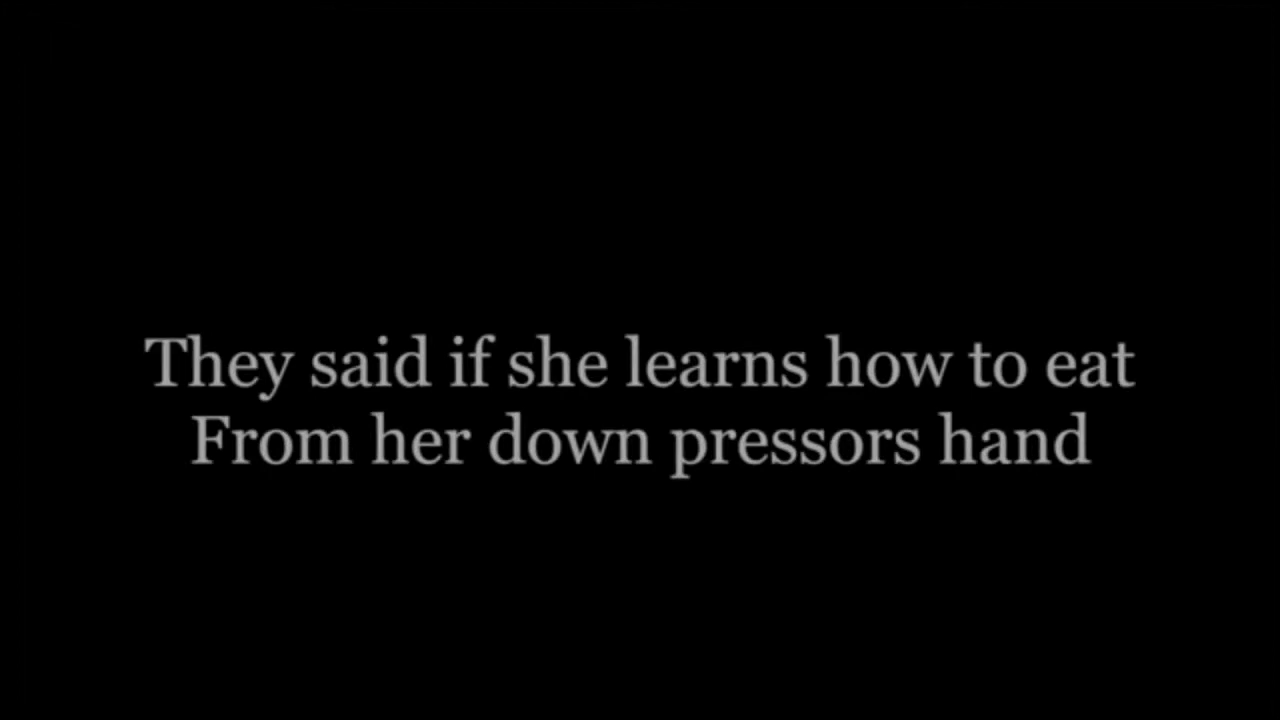 They said if she learns how to eat
From her down pressors hand